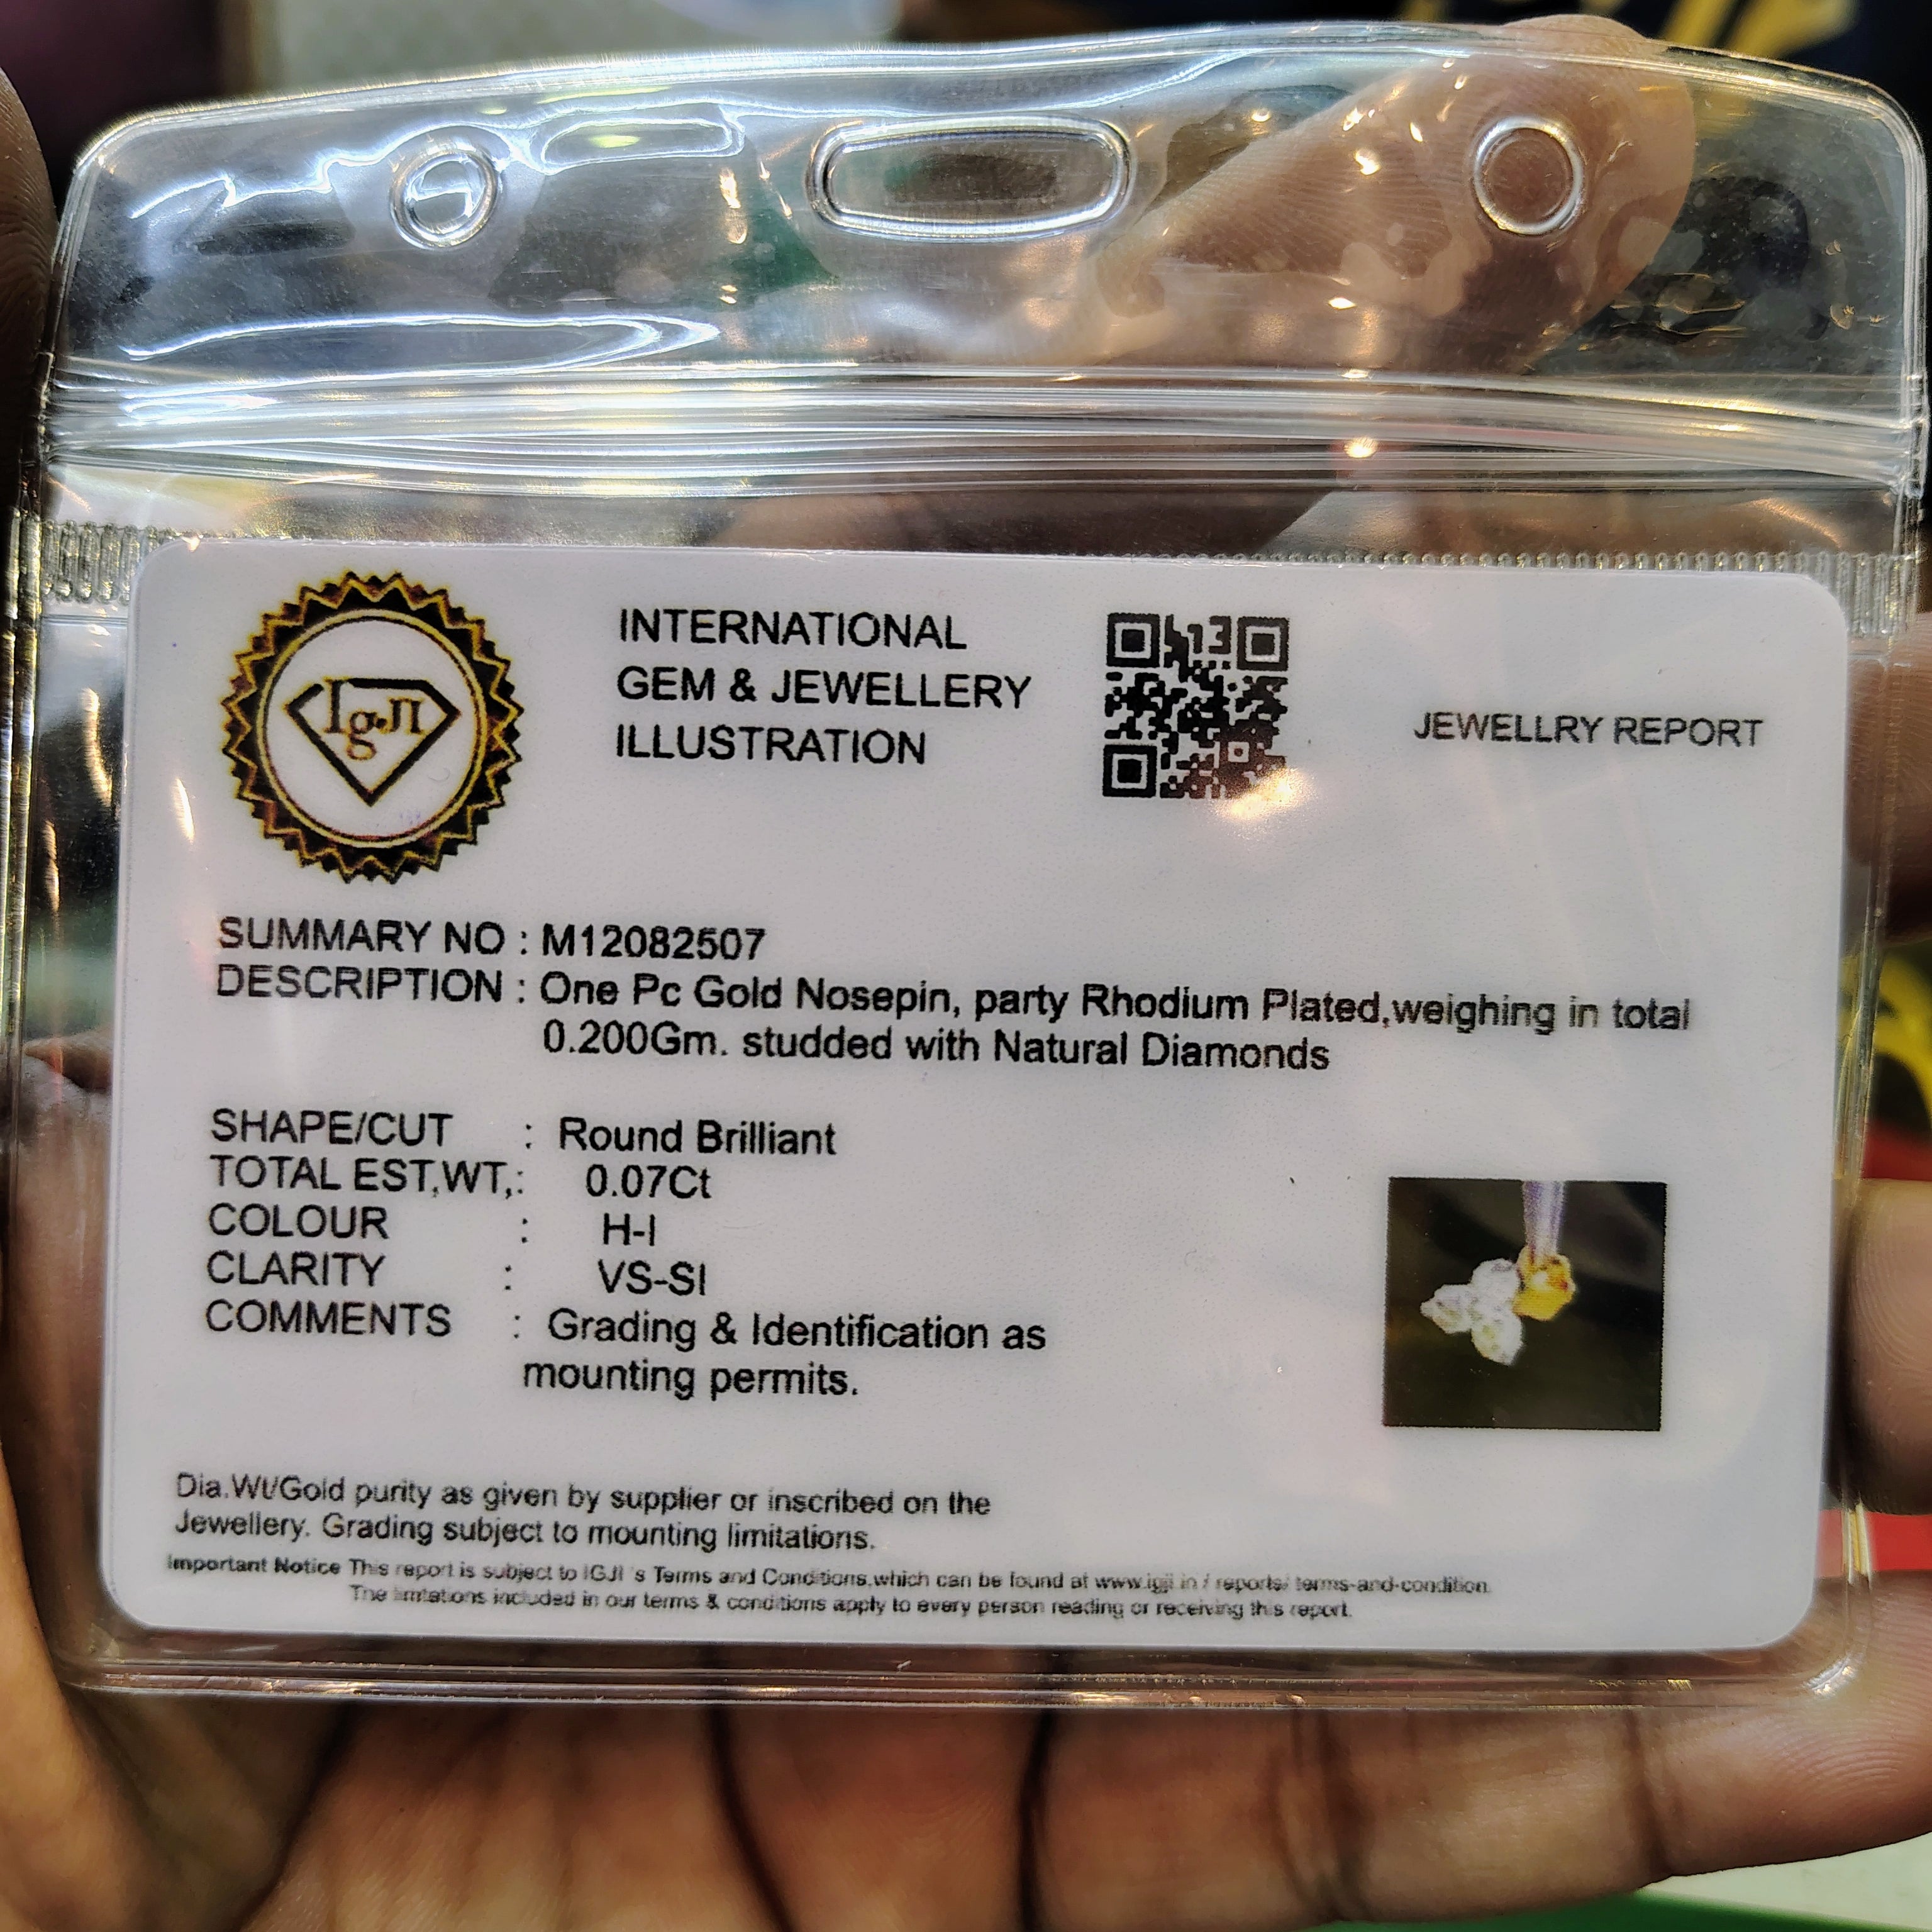 IgJI
INTERNATIONAL
GEM & JEWELLERY
ILLUSTRATION
JEWELLRY REPORT
SUMMARY NO : M12082507
DESCRIPTION : One Pc Gold Nosepin, party Rhodium Plated,weighing in total
0.200Gm. studded with Natural Diamonds
SHAPE/CUT : Round Brilliant
TOTAL EST,WT,: 0.07Ct
COLOUR : H-I
CLARITY : VS-SI
COMMENTS : Grading & Identification as
mounting permits.
Dia.Wt/Gold purity as given by supplier or inscribed on the
Jewellery. Grading subject to mounting limitations.
Important Notice This report is subject to IGJI 's Terms and Conditions,which can be found at www.igji.in / reports/ terms-and-condition.
The limtations included in our terms & conditions apply to every person reading or receiving this report.